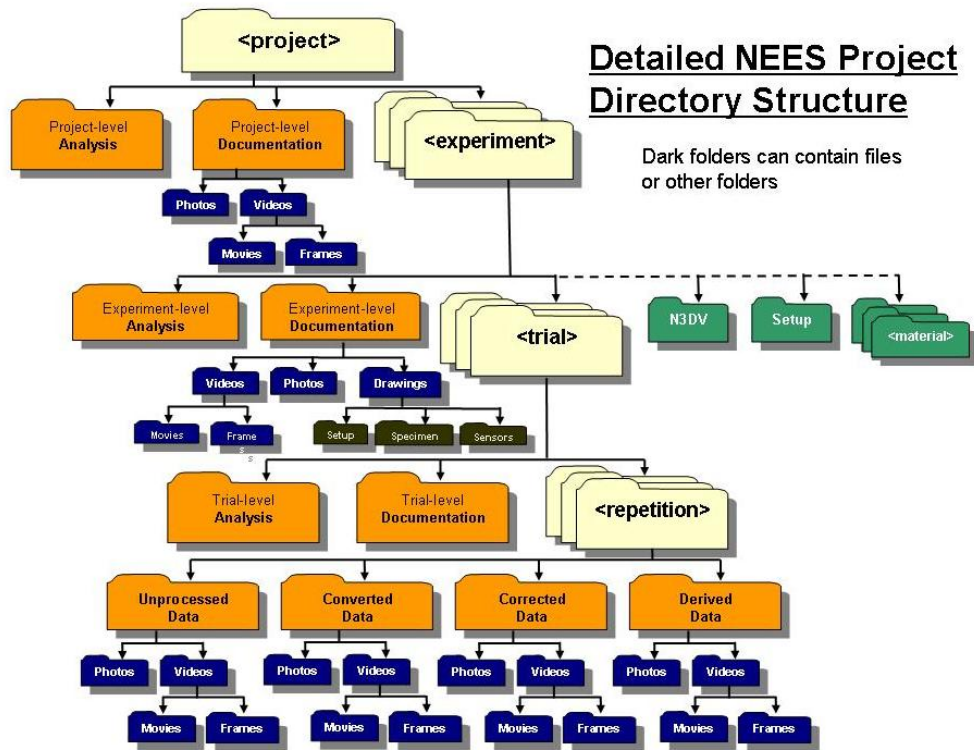 <project>
Detailed NEES Project
Directory Structure
Dark folders can contain files
or other folders
Project-level
Analysis
Project-level
Documentation
<experiment>
Photos
Videos
Movies
Frames
Experiment-level
Analysis
Experiment-level
Documentation
<trial>
N3DV
Setup
<material>
Videos
Photos
Drawings
Movies
Frame
s
s
Setup
Specimen
Sensors
Trial-level
Analysis
Trial-level
Documentation
<repetition>
Unprocessed
Data
Converted
Data
Corrected
Data
Derived
Data
Photos
Videos
Photos
Videos
Photos
Videos
Photos
Videos
Movies
Frames
Movies
Frames
Movies
Frames
Movies
Frames